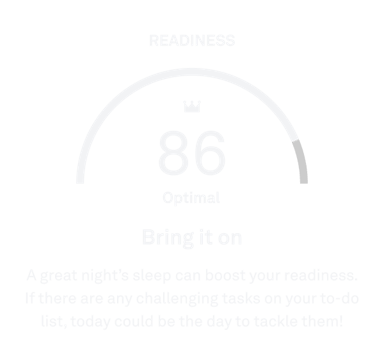 READINESS
86
Optimal
Bring it on
A great night's sleep can boost your readiness.
If there are any challenging tasks on your to-do
list, today could be the day to tackle them!